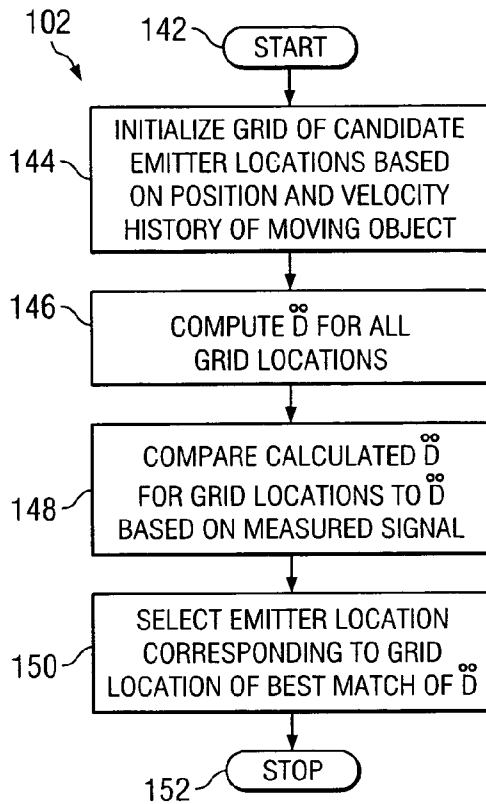 102
142
START
144
INITIALIZE GRID OF CANDIDATE
EMITTER LOCATIONS BASED
ON POSITION AND VELOCITY
HISTORY OF MOVING OBJECT
146
COMPUTE D̈ FOR ALL
GRID LOCATIONS
148
COMPARE CALCULATED D̈
FOR GRID LOCATIONS TO D̈
BASED ON MEASURED SIGNAL
150
SELECT EMITTER LOCATION
CORRESPONDING TO GRID
LOCATION OF BEST MATCH OF D̈
152
STOP